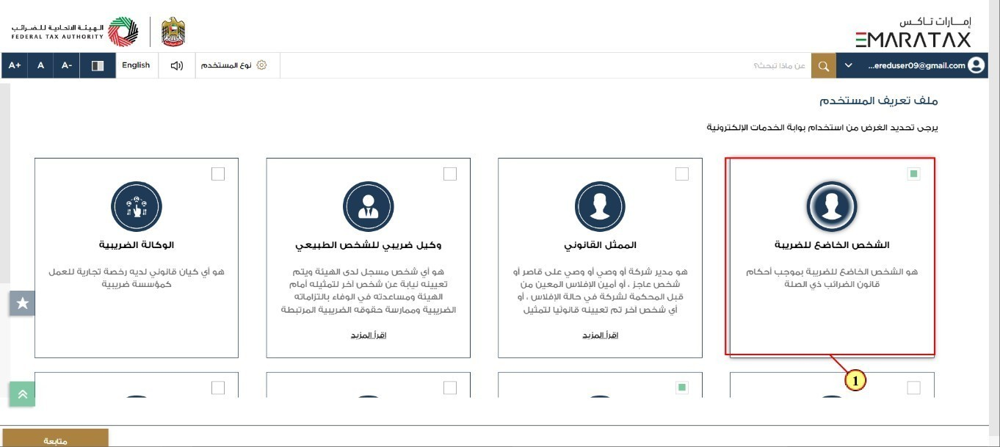 إمارات تاكس
EMARATAX
الهيئة الاتحادية للضرائب
FEDERAL TAX AUTHORITY
...ereduser09@gmail.com
عن ماذا تبحث؟
نوع المستخدم
English
A-
A
A+
ملف تعريف المستخدم
يرجى تحديد الغرض من استخدام بوابة الخدمات الإلكترونية
الشخص الخاضع للضريبة
هو الشخص الخاضع للضريبة بموجب أحكام
قانون الضرائب ذي الصلة
الممثل القانوني
هو مدير شركة أو وصي أو وصي على قاصر أو
شخص عاجز ، أو أمين الإفلاس المعين من
قبل المحكمة لشركة في حالة الإفلاس ، أو
أي شخص آخر تم تعيينه قانونيا لتمثيل
اقرأ المزيد
وكيل ضريبي للشخص الطبيعي
هو أي شخص مسجل لدى الهيئة ويتم
تعيينه نيابة عن شخص آخر لتمثيله أمام
الهيئة ومساعدته في الوفاء بالتزاماته
الضريبية وممارسة حقوقه الضريبية المرتبطة
اقرأ المزيد
الوكالة الضريبية
هو أي كيان قانوني لديه رخصة تجارية للعمل
كمؤسسة ضريبية
1
متابعة